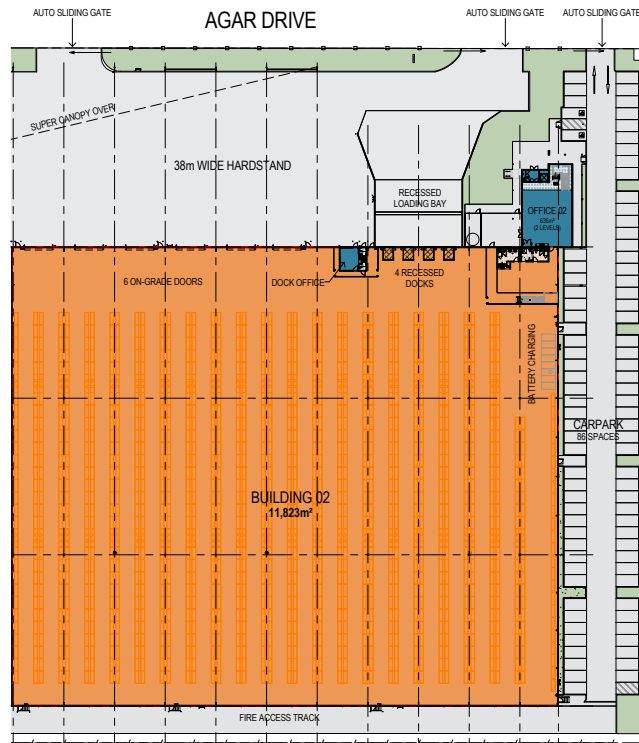 AUTO SLIDING GATE
AGAR DRIVE
AUTO SLIDING GATE
AUTO SLIDING GATE
SUPER CANOPY OVER
38m WIDE HARDSTAND
RECESSED
LOADING BAY
OFFICE 02
635m²
(2 LEVELS)
6 ON-GRADE DOORS
DOCK OFFICE
4 RECESSED
DOCKS
BATTERY CHARGING
CARPARK
86 SPACES
BUILDING 02
11,823m²
FIRE ACCESS TRACK